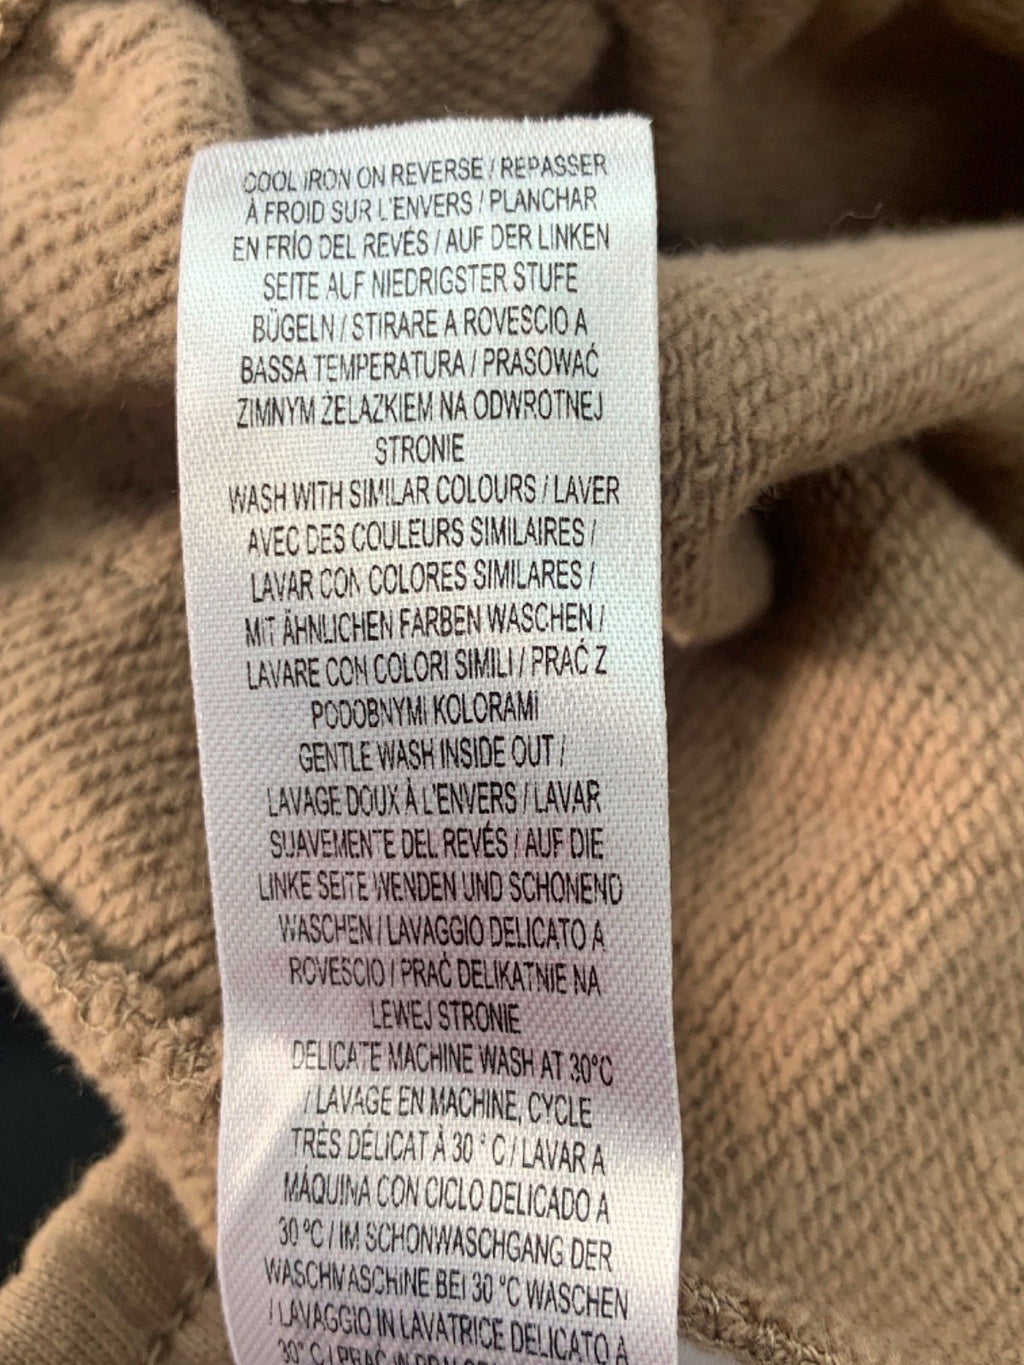 COOL IRON ON REVERSE / REPASSER
À FROID SUR L'ENVERS / PLANCHAR
EN FRÍO DEL REVÉS / AUF DER LINKEN
SEITE AUF NIEDRIGSTER STUFE
BÜGELN / STIRARE A ROVESCIO A
BASSA TEMPERATURA / PRASOWAĆ
ZIMNYM ŻELAZKIEM NA ODWROTNEJ
STRONIE
WASH WITH SIMILAR COLOURS / LAVER
AVEC DES COULEURS SIMILAIRES /
LAVAR CON COLORES SIMILARES /
MIT ÄHNLICHEN FARBEN WASCHEN /
LAVARE CON COLORI SIMILI / PRAĆ Z
PODOBNYMI KOLORAMI
GENTLE WASH INSIDE OUT /
LAVAGE DOUX À L'ENVERS / LAVAR
SUAVEMENTE DEL REVÉS / AUF DIE
LINKE SEITE WENDEN UND SCHONEND
WASCHEN / LAVAGGIO DELICATO A
ROVESCIO / PRAĆ DELIKATNIE NA
LEWEJ STRONIE
DELICATE MACHINE WASH AT 30°C
/ LAVAGE EN MACHINE, CYCLE
TRÈS DÉLICAT À 30 ° C / LAVAR A
MÁQUINA CON CICLO DELICADO A
30 °C / IM SCHONWASCHGANG DER
WASCHMASCHINE BEI 30 °C WASCHEN
/ LAVAGGIO IN LAVATRICE DELICATO A
30° C / PRAĆ